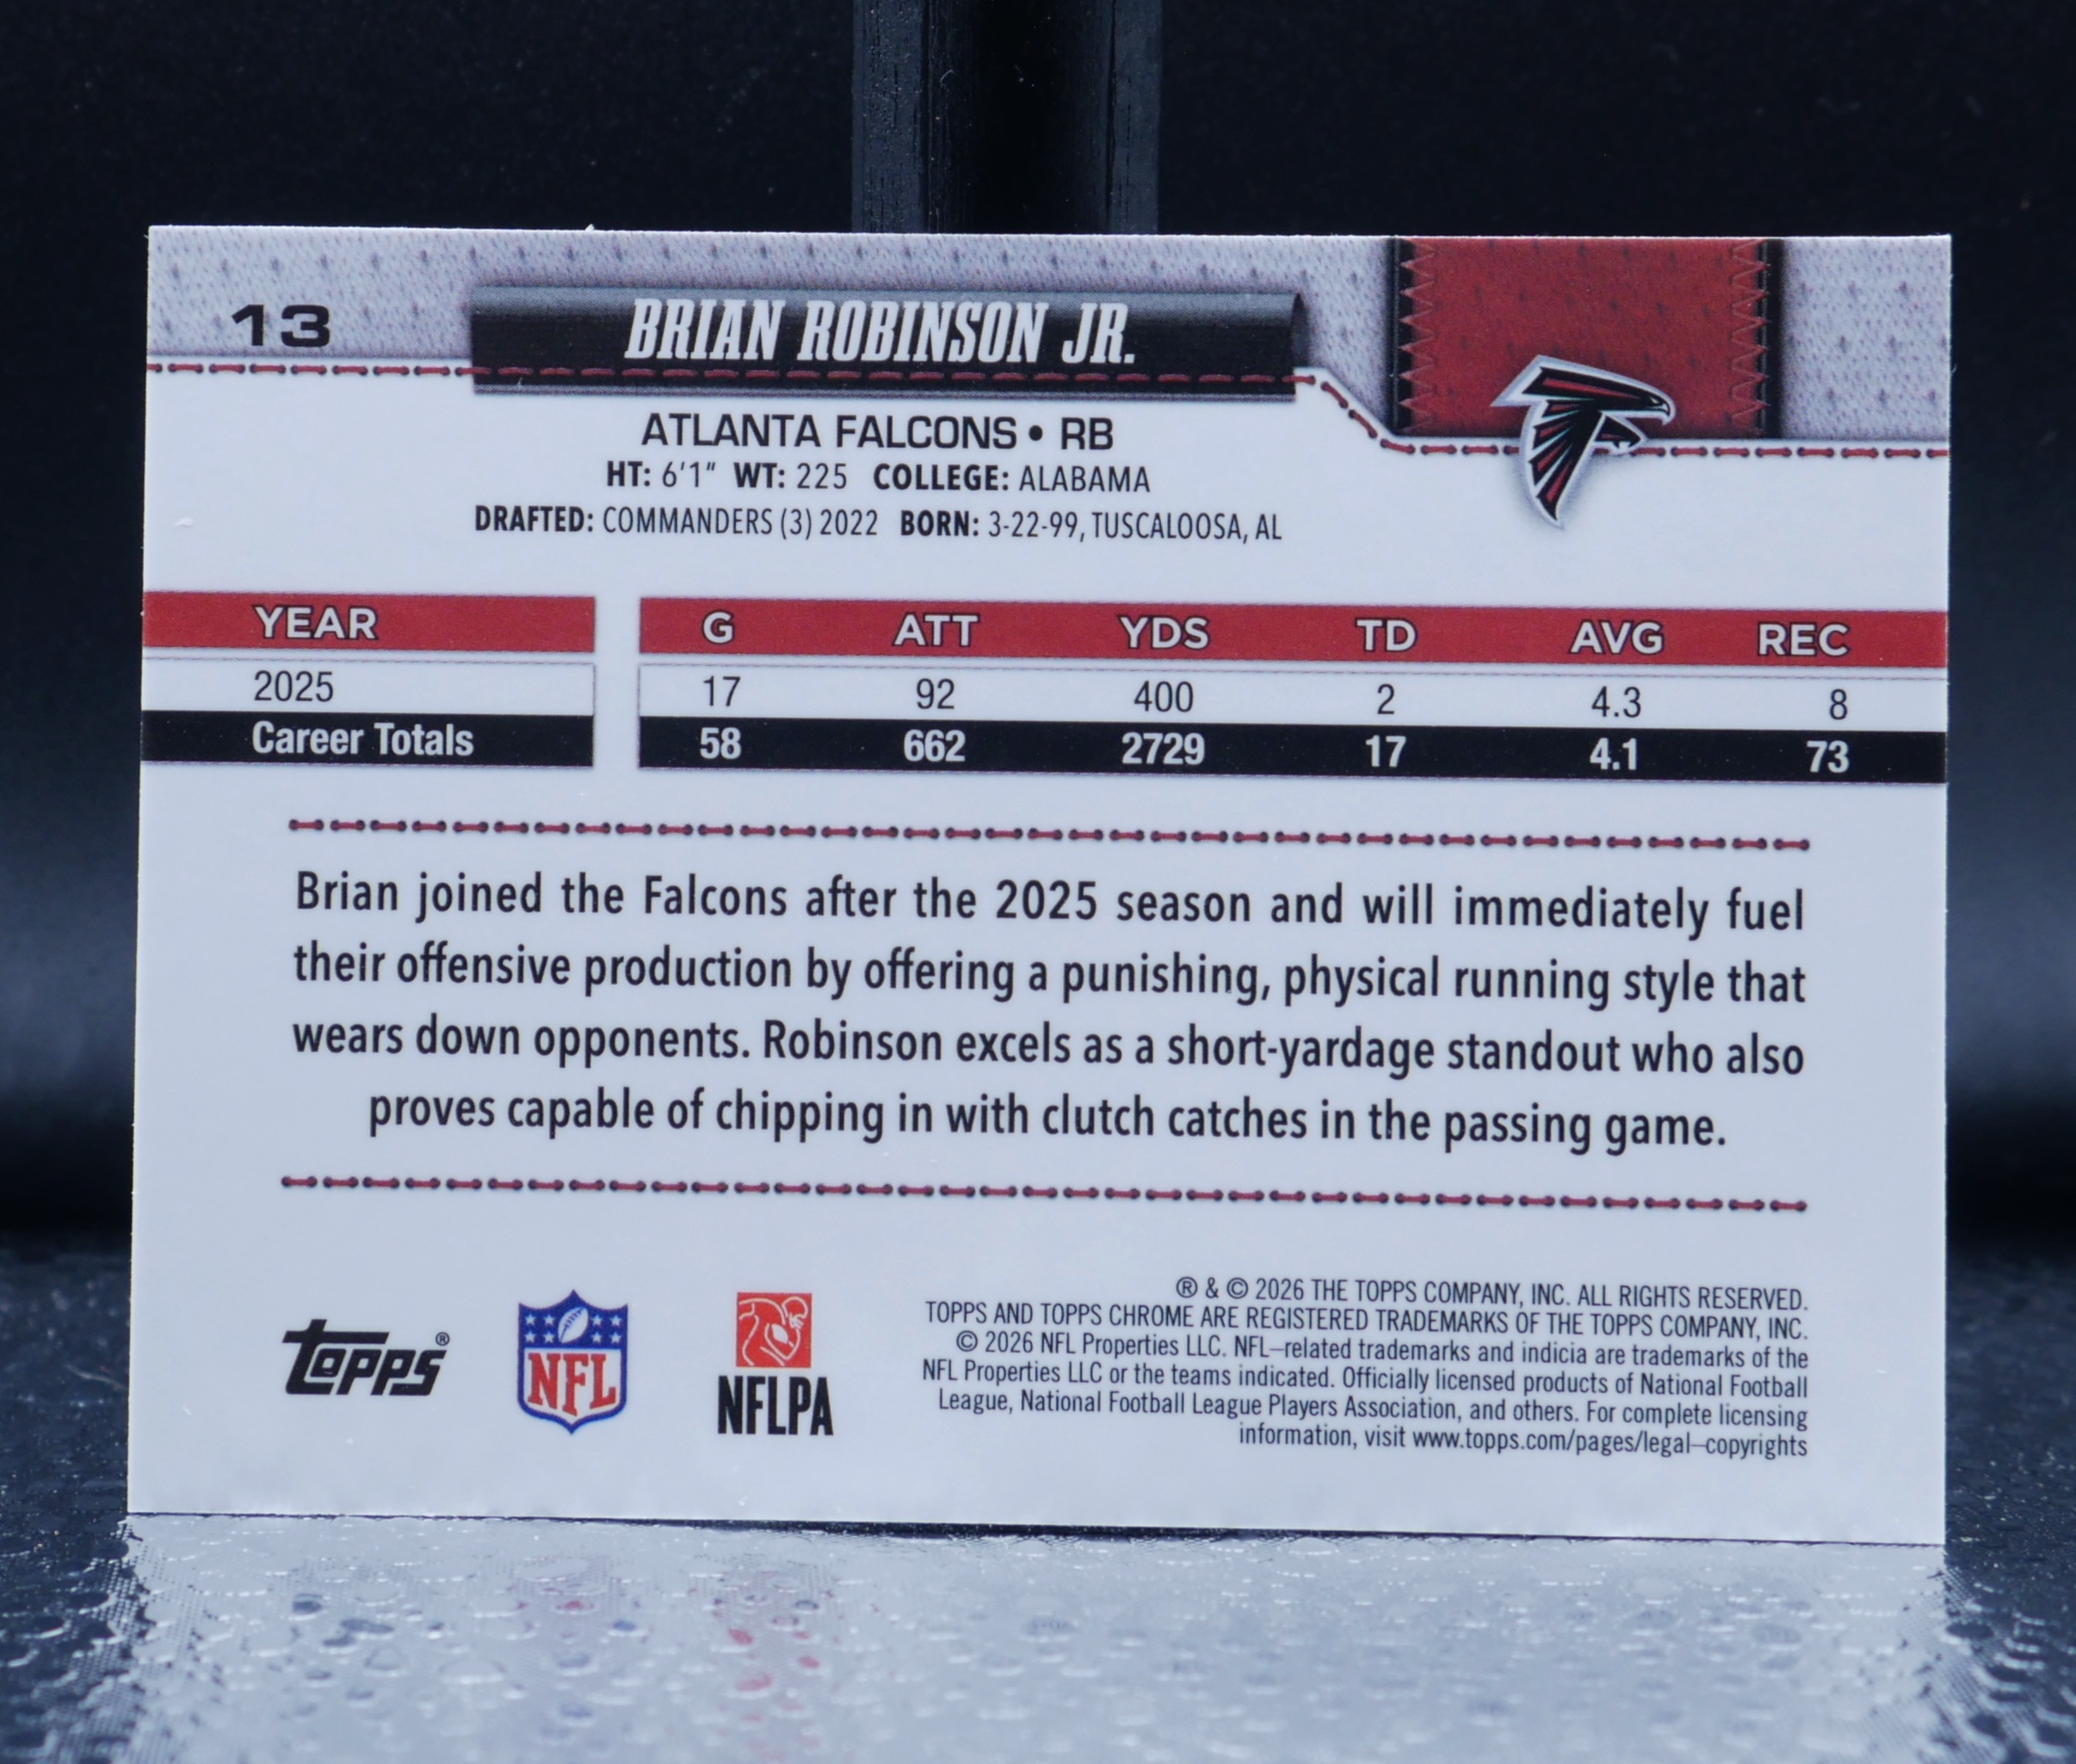 13
BRIAN ROBINSON JR.
ATLANTA FALCONS • RB
HT: 6'1" WT: 225 COLLEGE: ALABAMA
DRAFTED: COMMANDERS (3) 2022 BORN: 3-22-99, TUSCALOOSA, AL
YEAR G ATT YDS TD AVG REC
2025 17 92 400 2 4.3 8
Career Totals 58 662 2729 17 4.1 73
Brian joined the Falcons after the 2025 season and will immediately fuel
their offensive production by offering a punishing, physical running style that
wears down opponents. Robinson excels as a short-yardage standout who also
proves capable of chipping in with clutch catches in the passing game.
Topps®
NFL
NFLPA
® & © 2026 THE TOPPS COMPANY, INC. ALL RIGHTS RESERVED.
TOPPS AND TOPPS CHROME ARE REGISTERED TRADEMARKS OF THE TOPPS COMPANY, INC.
© 2026 NFL Properties LLC. NFL–related trademarks and indicia are trademarks of the
NFL Properties LLC or the teams indicated. Officially licensed products of National Football
League, National Football League Players Association, and others. For complete licensing
information, visit www.topps.com/pages/legal–copyrights